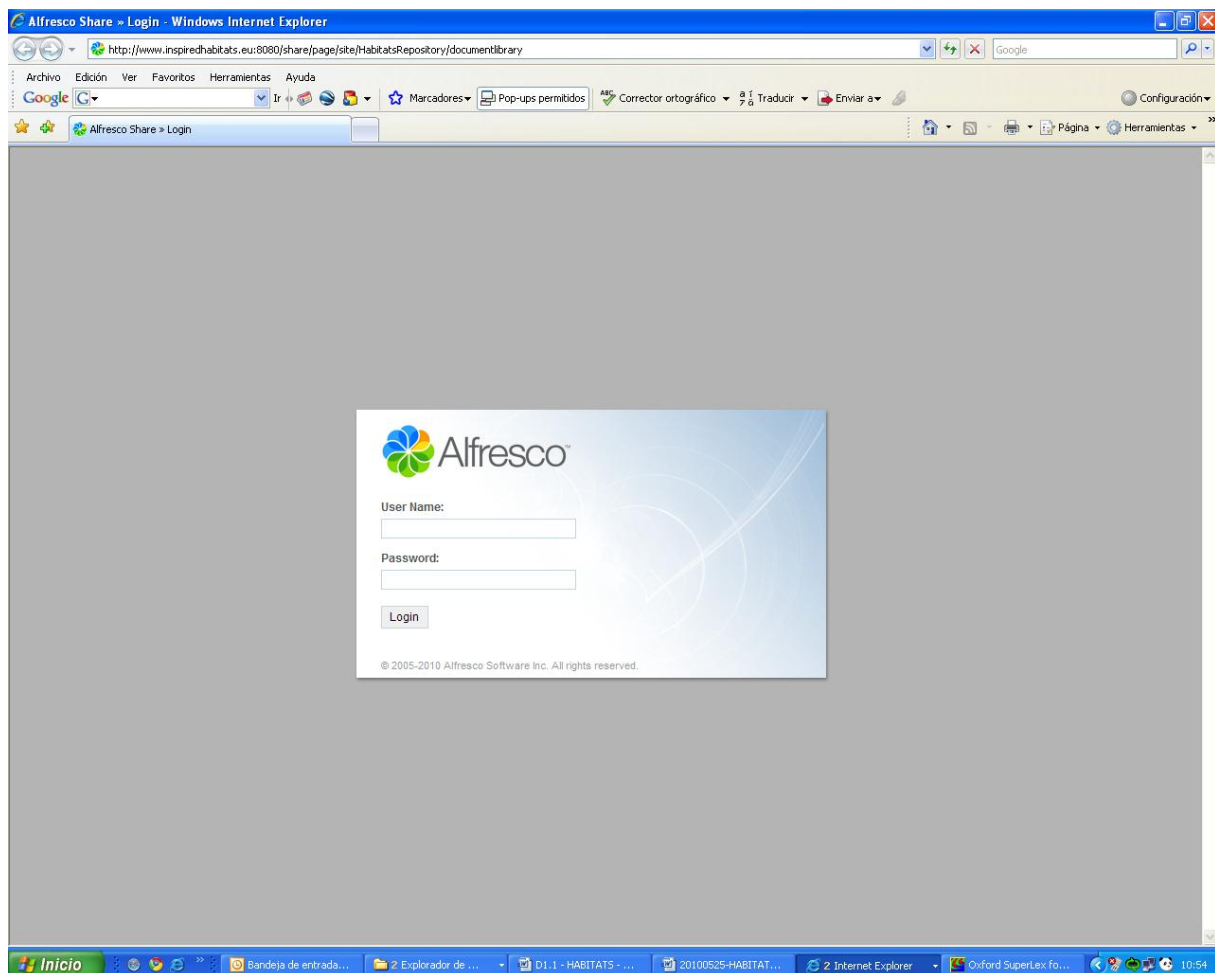 Alfresco Share » Login - Windows Internet Explorer
http://www.inspiredhabitats.eu:8080/share/page/site/HabitatsRepository/documentlibrary
Google
Archivo Edición Ver Favoritos Herramientas Ayuda
Google G Ir Marcadores Pop-ups permitidos Corrector ortográfico Traducir Enviar a Configuración
Alfresco Share » Login Página Herramientas »
Alfresco™
User Name:
Password:
Login
© 2005-2010 Alfresco Software Inc. All rights reserved.
Inicio » Bandeja de entrada... 2 Explorador de ... D1.1 - HABITATS - ... 20100525-HABITAT... 2 Internet Explorer Oxford SuperLex fo... 10:54